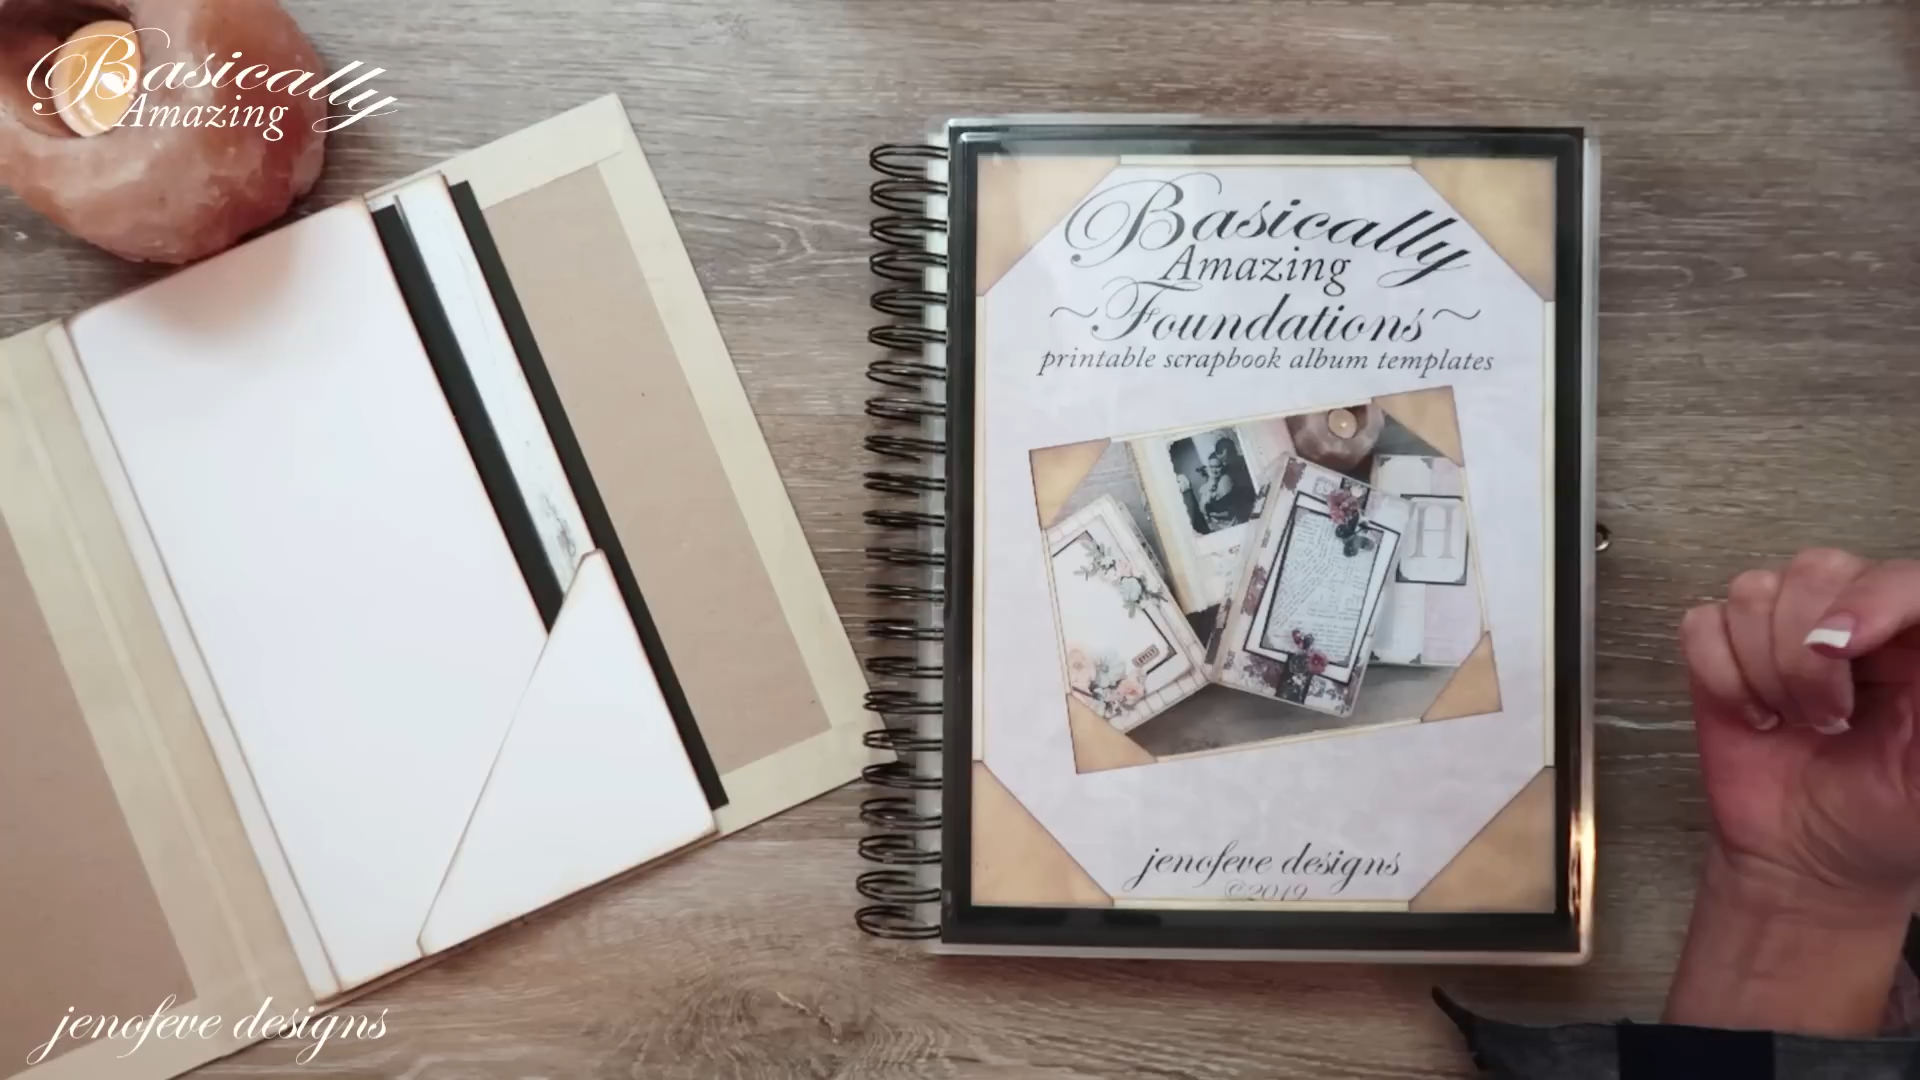 Basically
Amazing
Basically
Amazing
~Foundations~
printable scrapbook album templates
H
jenofeve designs
©2019
jenofeve designs